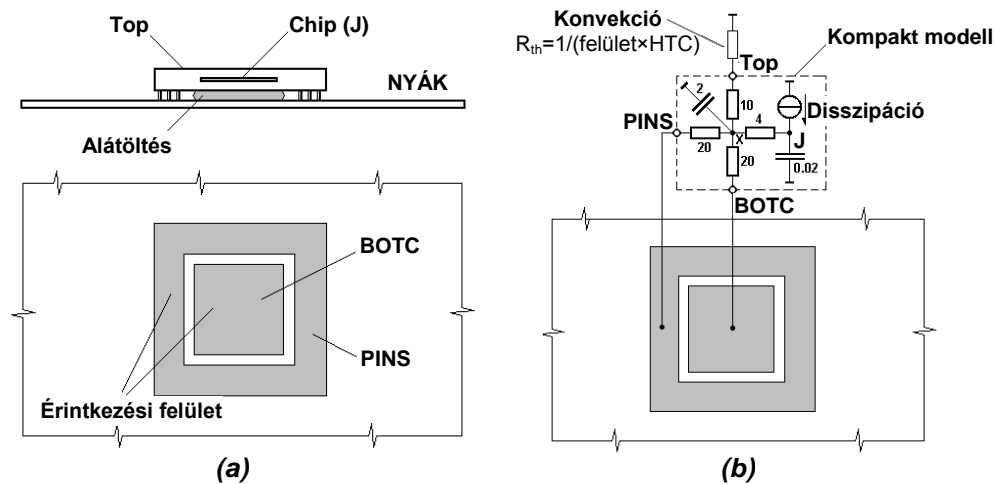 Top
Chip (J)
NYÁK
Alátöltés
BOTC
PINS
Érintkezési felület
(a)
Konvekció
Rth=1/(felület×HTC)
Kompakt modell
Top
2
10
Disszipáció
PINS
4
20
X
J
20
0.02
BOTC
(b)